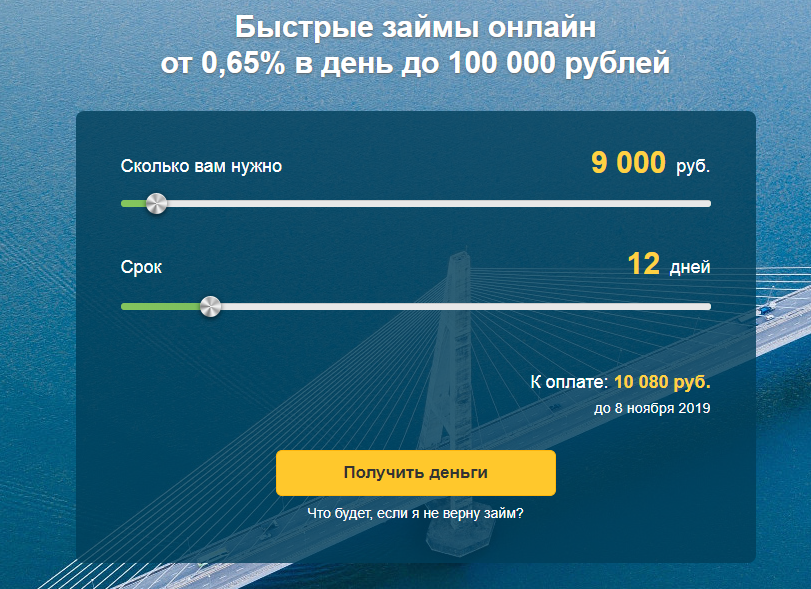 Быстрые займы онлайн
от 0,65% в день до 100 000 рублей
Сколько вам нужно 9 000 руб.
Срок 12 дней
К оплате: 10 080 руб.
до 8 ноября 2019
Получить деньги
Что будет, если я не верну займ?